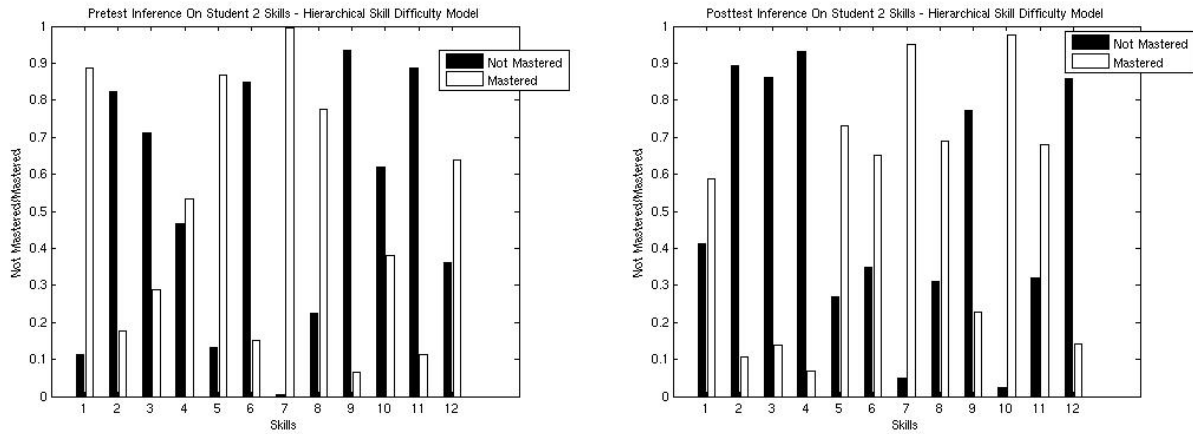 Pretest Inference On Student 2 Skills - Hierarchical Skill Difficulty Model
1
0.9
0.8
0.7
0.6
0.5
0.4
0.3
0.2
0.1
0
Not Mastered/Mastered
Not Mastered
Mastered
1 2 3 4 5 6 7 8 9 10 11 12
Skills
Posttest Inference On Student 2 Skills - Hierarchical Skill Difficulty Model
1
0.9
0.8
0.7
0.6
0.5
0.4
0.3
0.2
0.1
0
Not Mastered/Mastered
Not Mastered
Mastered
1 2 3 4 5 6 7 8 9 10 11 12
Skills